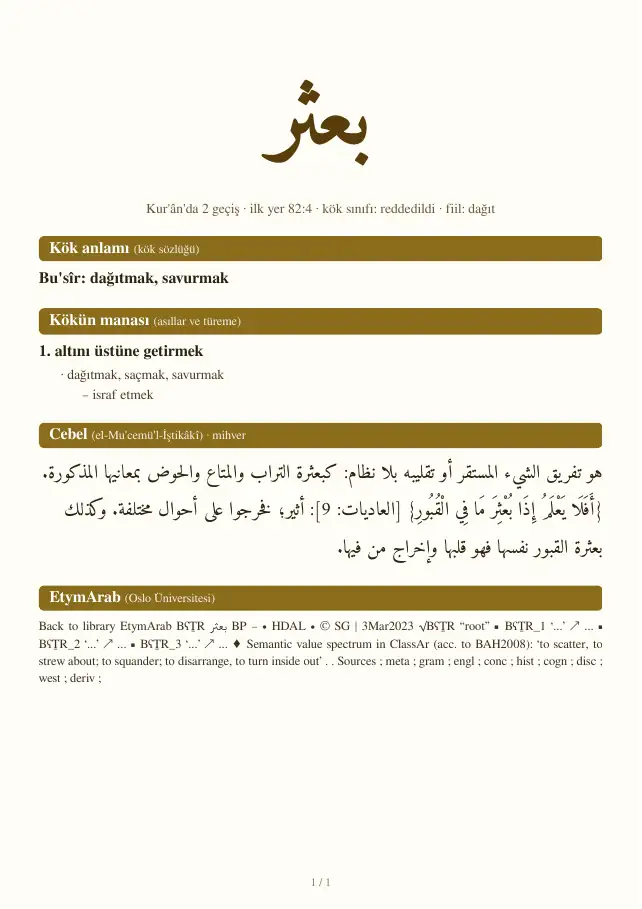 بعثر
Kur'ân'da 2 geçiş · ilk yer 82:4 · kök sınıfı: reddedildi · fiil: dağıt
Kök anlamı (kök sözlüğü)
Bu'sîr: dağıtmak, savurmak
Kökün manası (asıllar ve türeme)
1. altını üstüne getirmek
· dağıtmak, saçmak, savurmak
– israf etmek
Cebel (el-Mu'cemü'l-İştikâkî) · mihver
هو تفريق الشيء المستقر أو تقليبه بلا نظام: كبعثرة التراب والمتاع والحوض بمعانيها المذكورة.
{أَفَلَا يَعْلَمُ إِذَا بُعْثِرَ مَا فِي الْقُبُورِ} [العاديات: 9]: أثير؛ فخرجوا على أحوال مختلفة. وكذلك
بعثرة القبور نفسها فهو قلبها وإخراج من فيها.
EtymArab (Oslo Üniversitesi)
Back to library EtymArab BʕṮR بعثر BP – • HDAL • © SG | 3Mar2023 √BʕṮR “root” ▪ BʕṮR_1 ‘...’ ↗ ... ▪
BʕṮR_2 ‘...’ ↗ ... ▪ BʕṮR_3 ‘...’ ↗ ... ♦ Semantic value spectrum in ClassAr (acc. to BAH2008): ‘to scatter, to
strew about; to squander; to disarrange, to turn inside out’ . . Sources ; meta ; gram ; engl ; conc ; hist ; cogn ; disc ;
west ; deriv ;
1 / 1